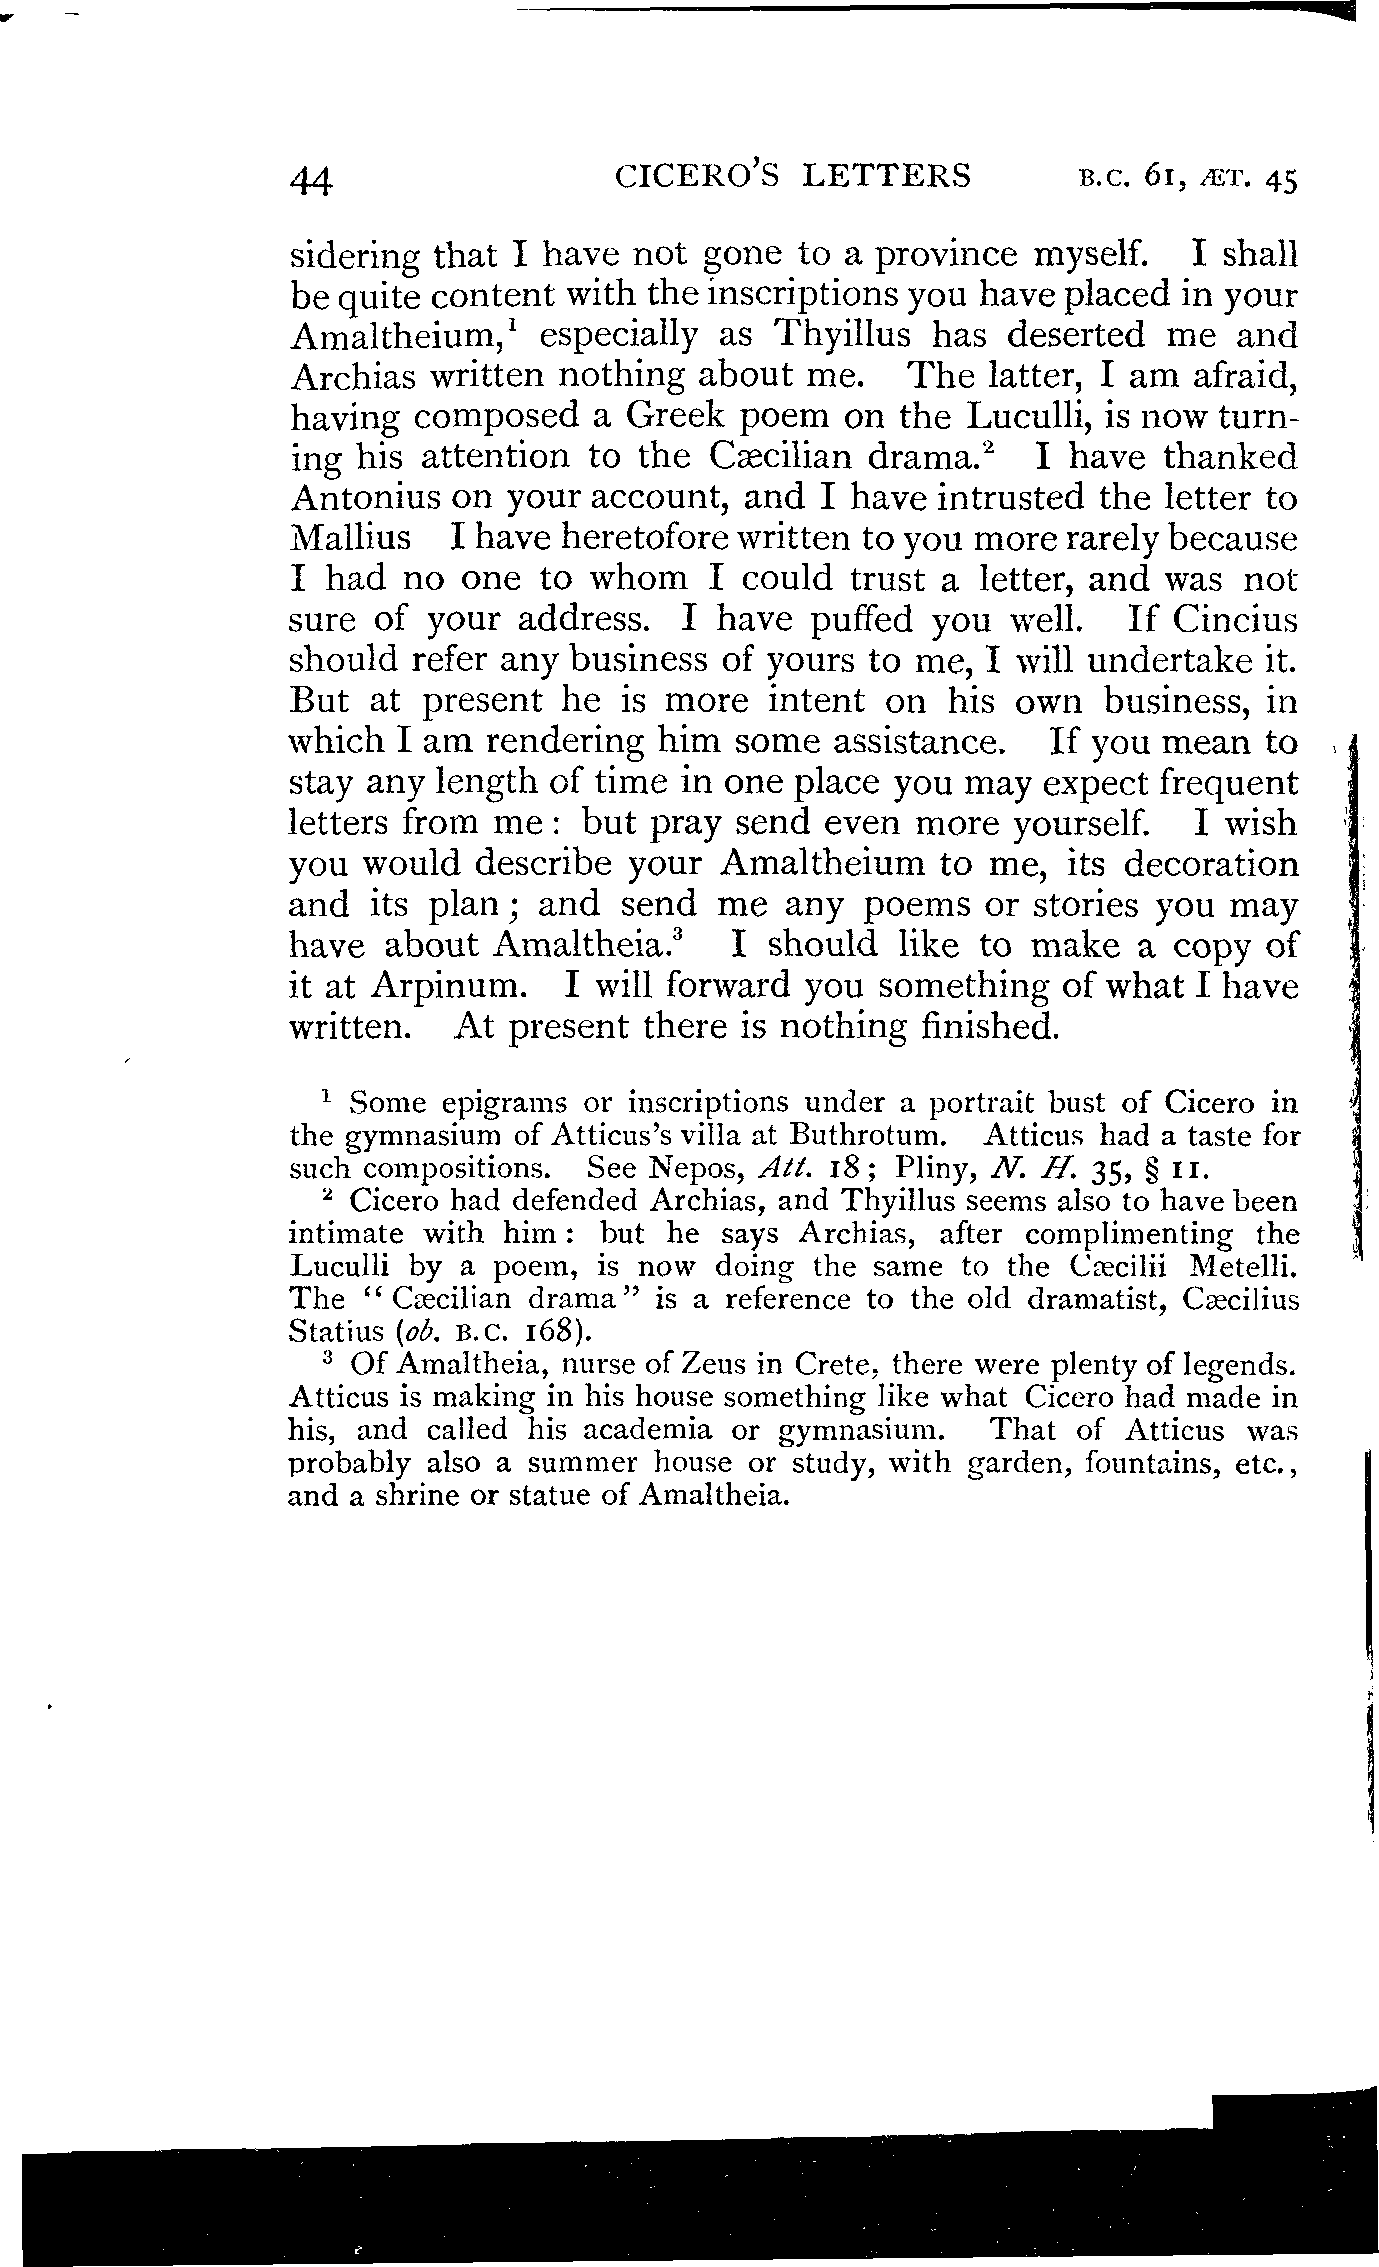 44 CICERO'S LETTERS B.C. 61, ÆT. 45
sidering that I have not gone to a province myself. I shall
be quite content with the inscriptions you have placed in your
Amaltheium,¹ especially as Thyillus has deserted me and
Archias written nothing about me. The latter, I am afraid,
having composed a Greek poem on the Luculli, is now turn-
ing his attention to the Cæcilian drama.² I have thanked
Antonius on your account, and I have intrusted the letter to
Mallius I have heretofore written to you more rarely because
I had no one to whom I could trust a letter, and was not
sure of your address. I have puffed you well. If Cincius
should refer any business of yours to me, I will undertake it.
But at present he is more intent on his own business, in
which I am rendering him some assistance. If you mean to
stay any length of time in one place you may expect frequent
letters from me : but pray send even more yourself. I wish
you would describe your Amaltheium to me, its decoration
and its plan ; and send me any poems or stories you may
have about Amaltheia.³ I should like to make a copy of
it at Arpinum. I will forward you something of what I have
written. At present there is nothing finished.
¹ Some epigrams or inscriptions under a portrait bust of Cicero in
the gymnasium of Atticus's villa at Buthrotum. Atticus had a taste for
such compositions. See Nepos, Att. 18 ; Pliny, N. H. 35, § 11.
² Cicero had defended Archias, and Thyillus seems also to have been
intimate with him : but he says Archias, after complimenting the
Luculli by a poem, is now doing the same to the Cæcilii Metelli.
The “ Cæcilian drama ” is a reference to the old dramatist, Cæcilius
Statius (ob. B.C. 168).
³ Of Amaltheia, nurse of Zeus in Crete, there were plenty of legends.
Atticus is making in his house something like what Cicero had made in
his, and called his academia or gymnasium. That of Atticus was
probably also a summer house or study, with garden, fountains, etc.,
and a shrine or statue of Amaltheia.